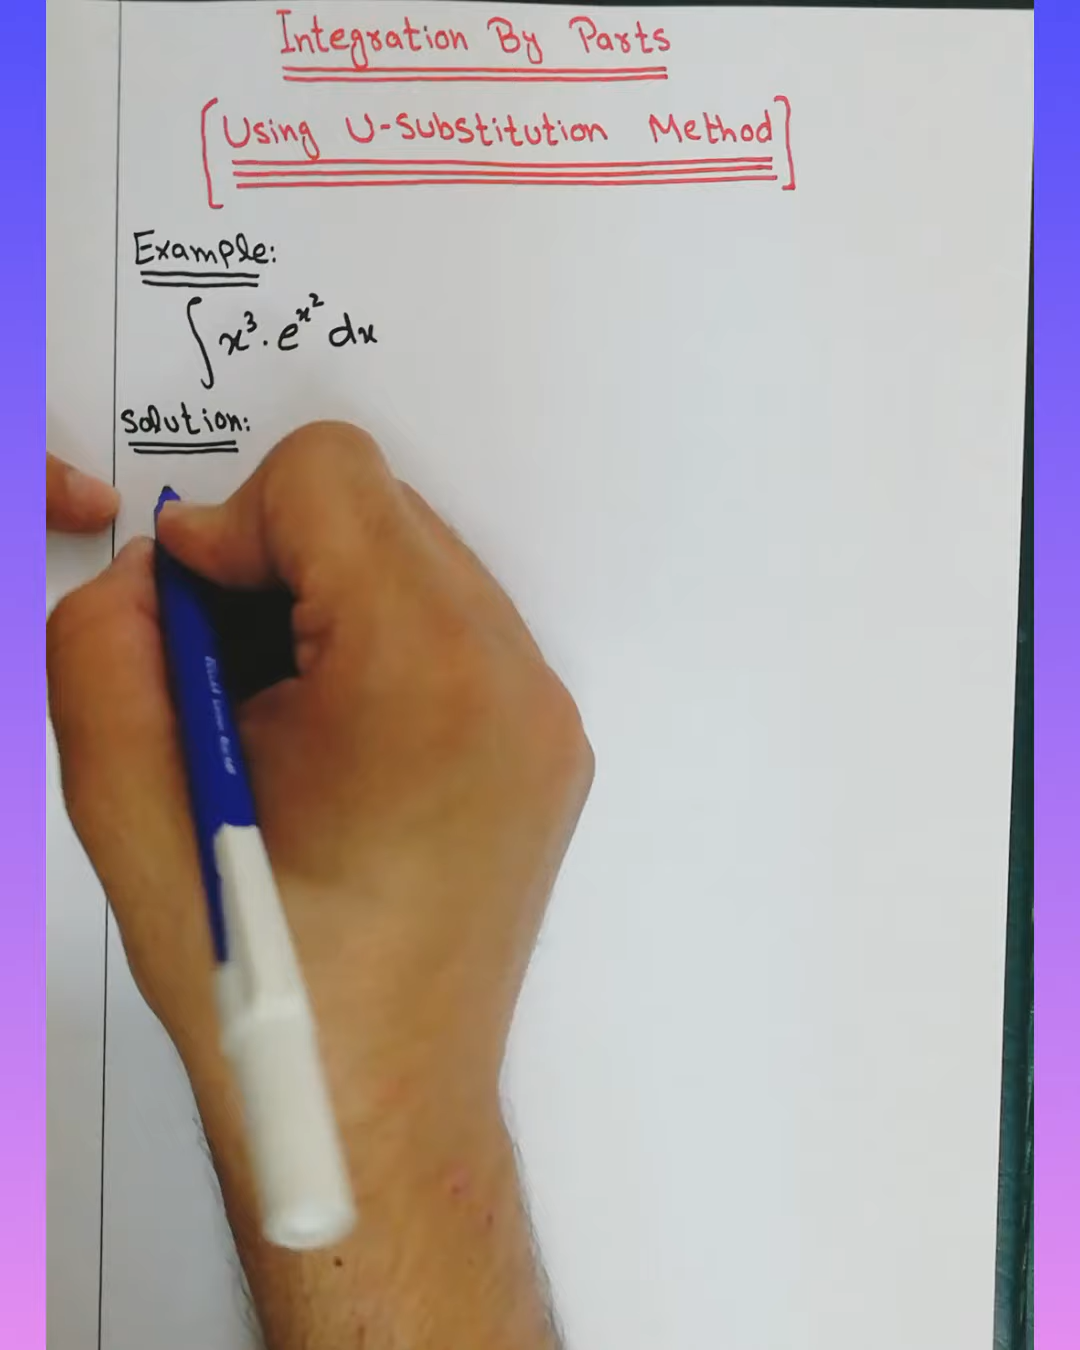 Integration By Parts
[Using U-Substitution Method]
Example:
∫x³.e^x² dx
Solution: